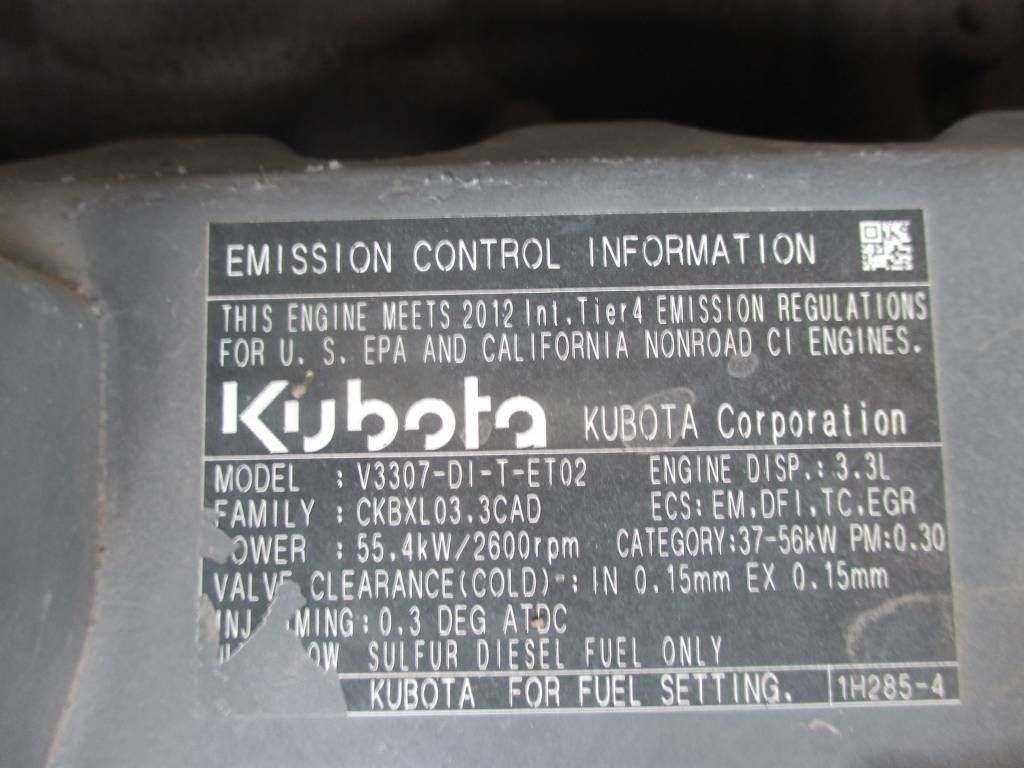 EMISSION CONTROL INFORMATION
THIS ENGINE MEETS 2012 Int.Tier4 EMISSION REGULATIONS
FOR U. S. EPA AND CALIFORNIA NONROAD CI ENGINES.
Kubota KUBOTA Corporation
MODEL : V3307-DI-T-ET02 ENGINE DISP.: 3.3L
FAMILY : CKBXL03.3CAD ECS: EM,DFI,TC,EGR
OWER : 55.4kW/2600rpm CATEGORY:37-56kW PM:0.30
VALVE CLEARANCE(COLD) : IN 0.15mm EX 0.15mm
INJ MING: 0.3 DEG ATDC
OW SULFUR DIESEL FUEL ONLY
KUBOTA FOR FUEL SETTING. 1H285-4